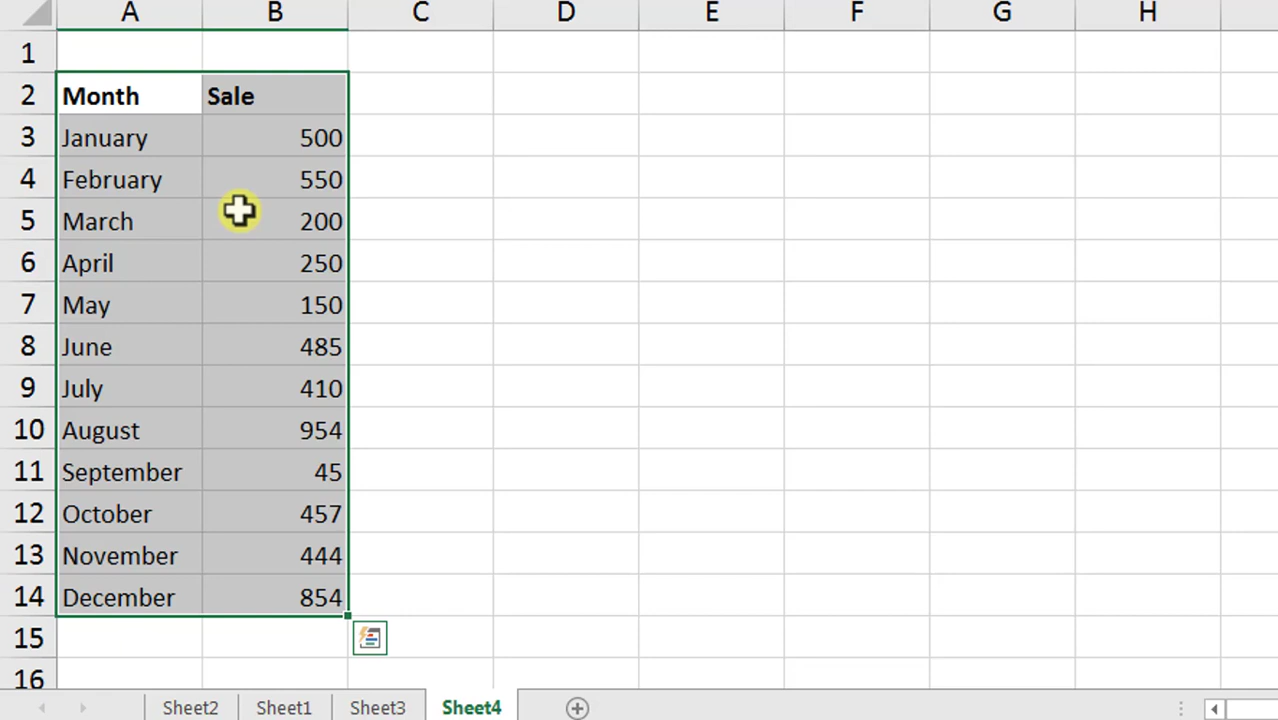 A B C D E F G H
1
2 Month Sale
3 January 500
4 February 550
5 March 200
6 April 250
7 May 150
8 June 485
9 July 410
10 August 954
11 September 45
12 October 457
13 November 444
14 December 854
15
16
Sheet2 Sheet1 Sheet3 Sheet4